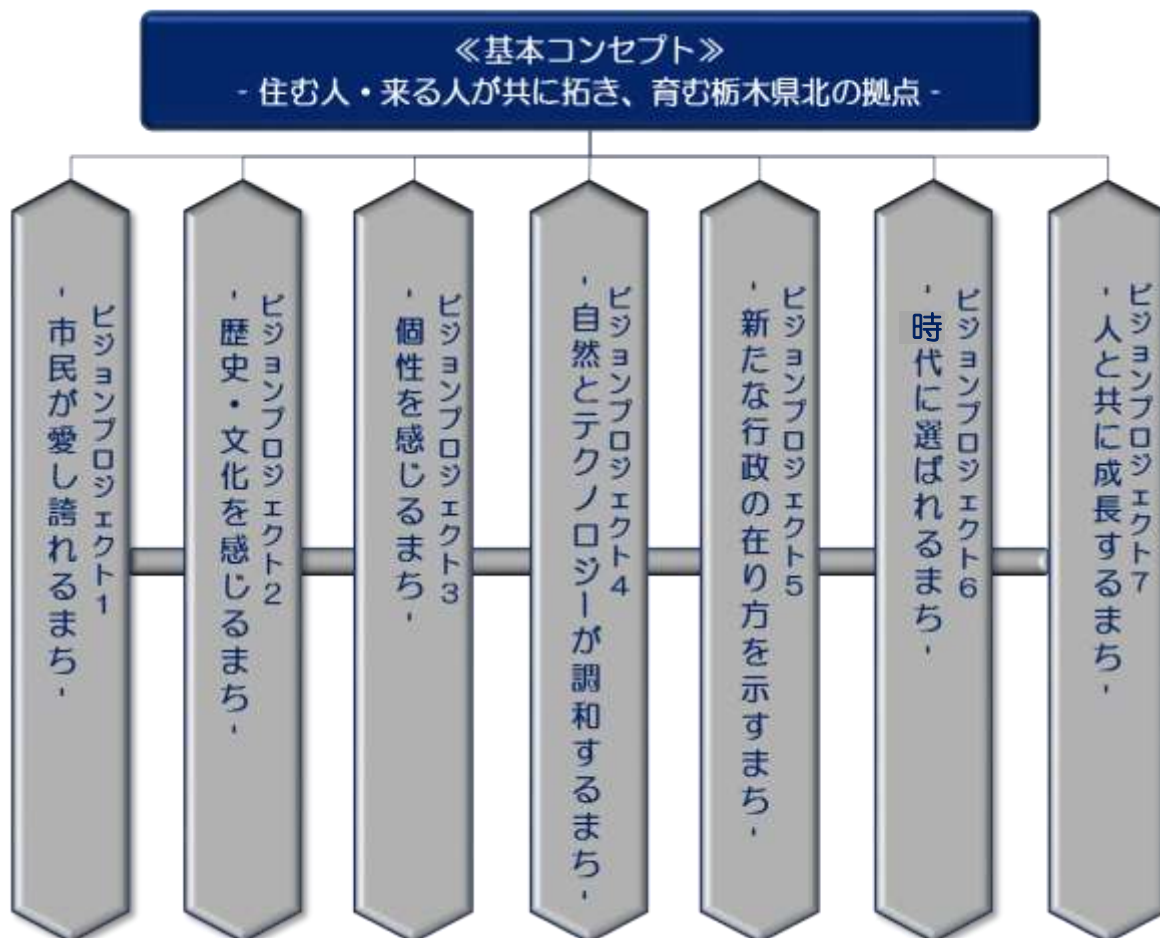 ≪基本コンセプト≫
- 住む人・来る人が共に拓き、育む栃木県北の拠点 -
ビジョンプロジェクト1
- 市民が愛し誇れるまち -
ビジョンプロジェクト2
- 歴史・文化を感じるまち -
ビジョンプロジェクト3
- 個性を感じるまち -
ビジョンプロジェクト4
- 自然とテクノロジーが調和するまち -
ビジョンプロジェクト5
- 新たな行政の在り方を示すまち -
ビジョンプロジェクト6
- 時代に選ばれるまち -
ビジョンプロジェクト7
- 人と共に成長するまち -